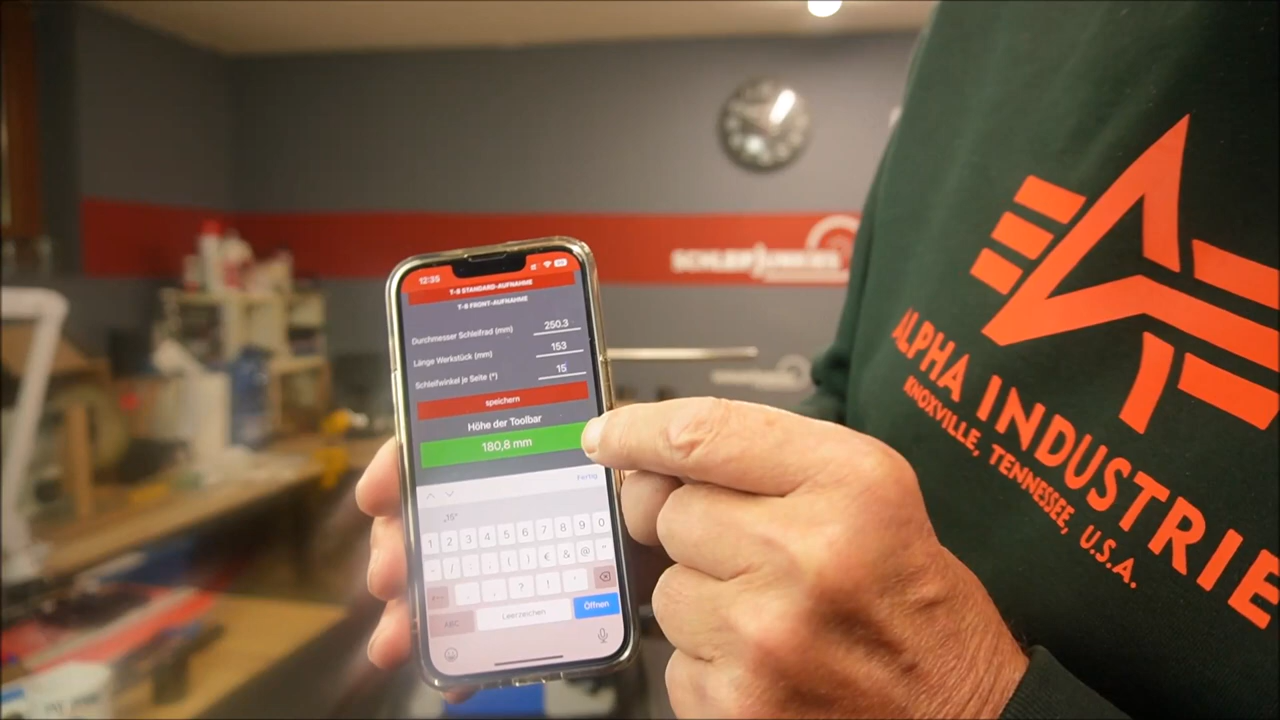 12:35
T-8 STANDARD-AUFNAHME
T-8 FRONT-AUFNAHME
Durchmesser Schleifrad (mm) 250.3
Länge Werkstück (mm) 153
Schleifwinkel je Seite (°) 15
speichern
Höhe der Toolbar
180,8 mm
Fertig
„15“
1 2 3 4 5 6 7 8 9 0
- / : ; ( ) € & @ "
. , ? ! '
ABC Leerzeichen Öffnen
ALPHA INDUSTRIE
KNOXVILLE, TENNESSEE, U.S.A.